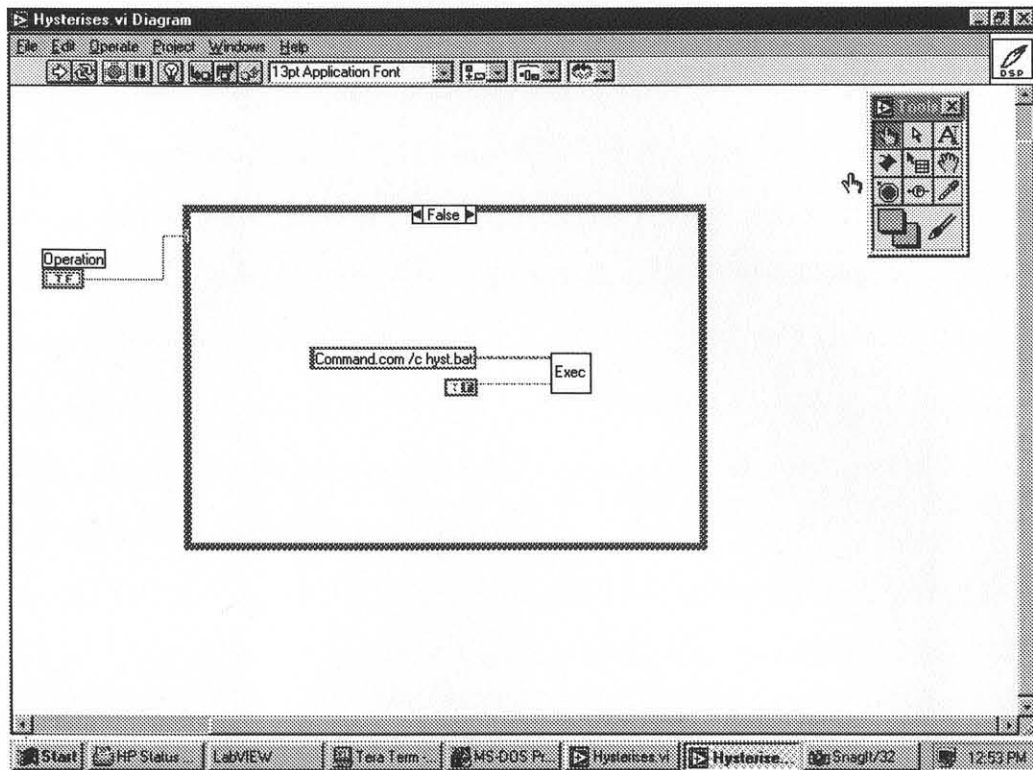 Hysterises.vi Diagram
File Edit Operate Project Windows Help
13pt Application Font
DSP
Tools
A
False
Operation
TF
Command.com /c hyst.bat
Exec
T F
P
Start HP Status ... LabVIEW Tera Term -... MS-DOS Pr... Hysterises.vi Hysterise... SnagIt/32 12:53 PM